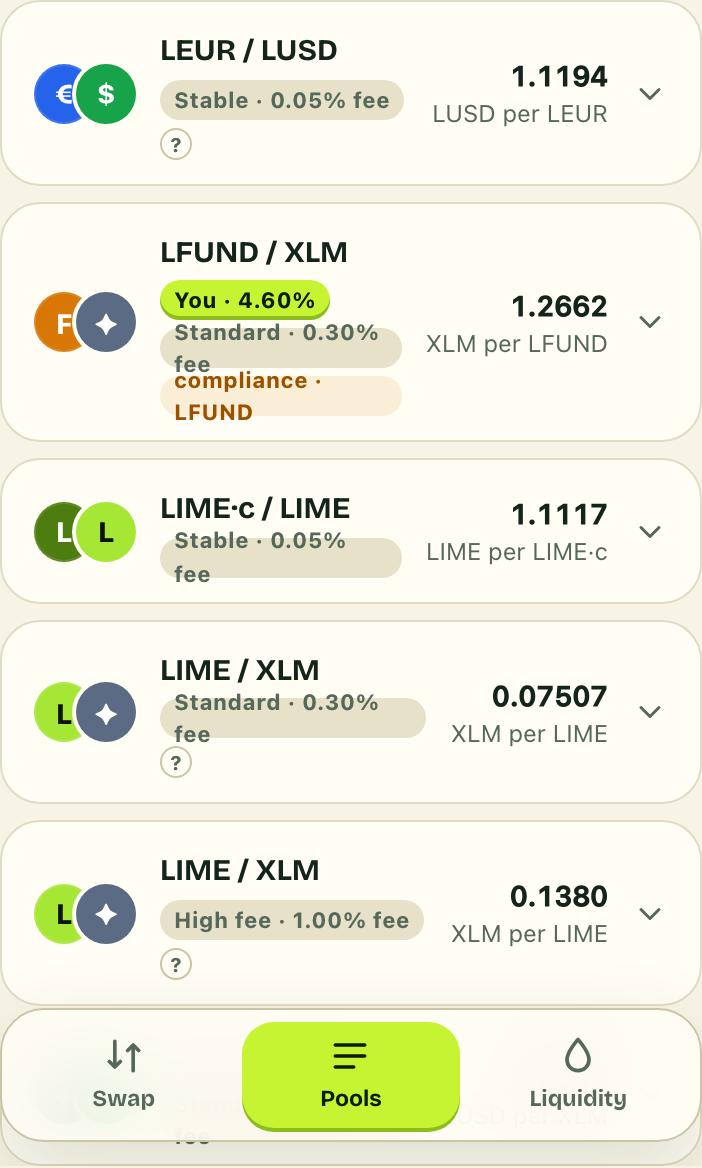 LEUR / LUSD
€ $
Stable · 0.05% fee
?
1.1194
LUSD per LEUR
LFUND / XLM
You · 4.60%
F
Standard · 0.30%
fee
compliance ·
LFUND
1.2662
XLM per LFUND
LIME·c / LIME
L L
Stable · 0.05%
fee
1.1117
LIME per LIME·c
LIME / XLM
L
Standard · 0.30%
fee
?
0.07507
XLM per LIME
LIME / XLM
L
High fee · 1.00% fee
?
0.1380
XLM per LIME
Swap
Pools
Liquidity
fee